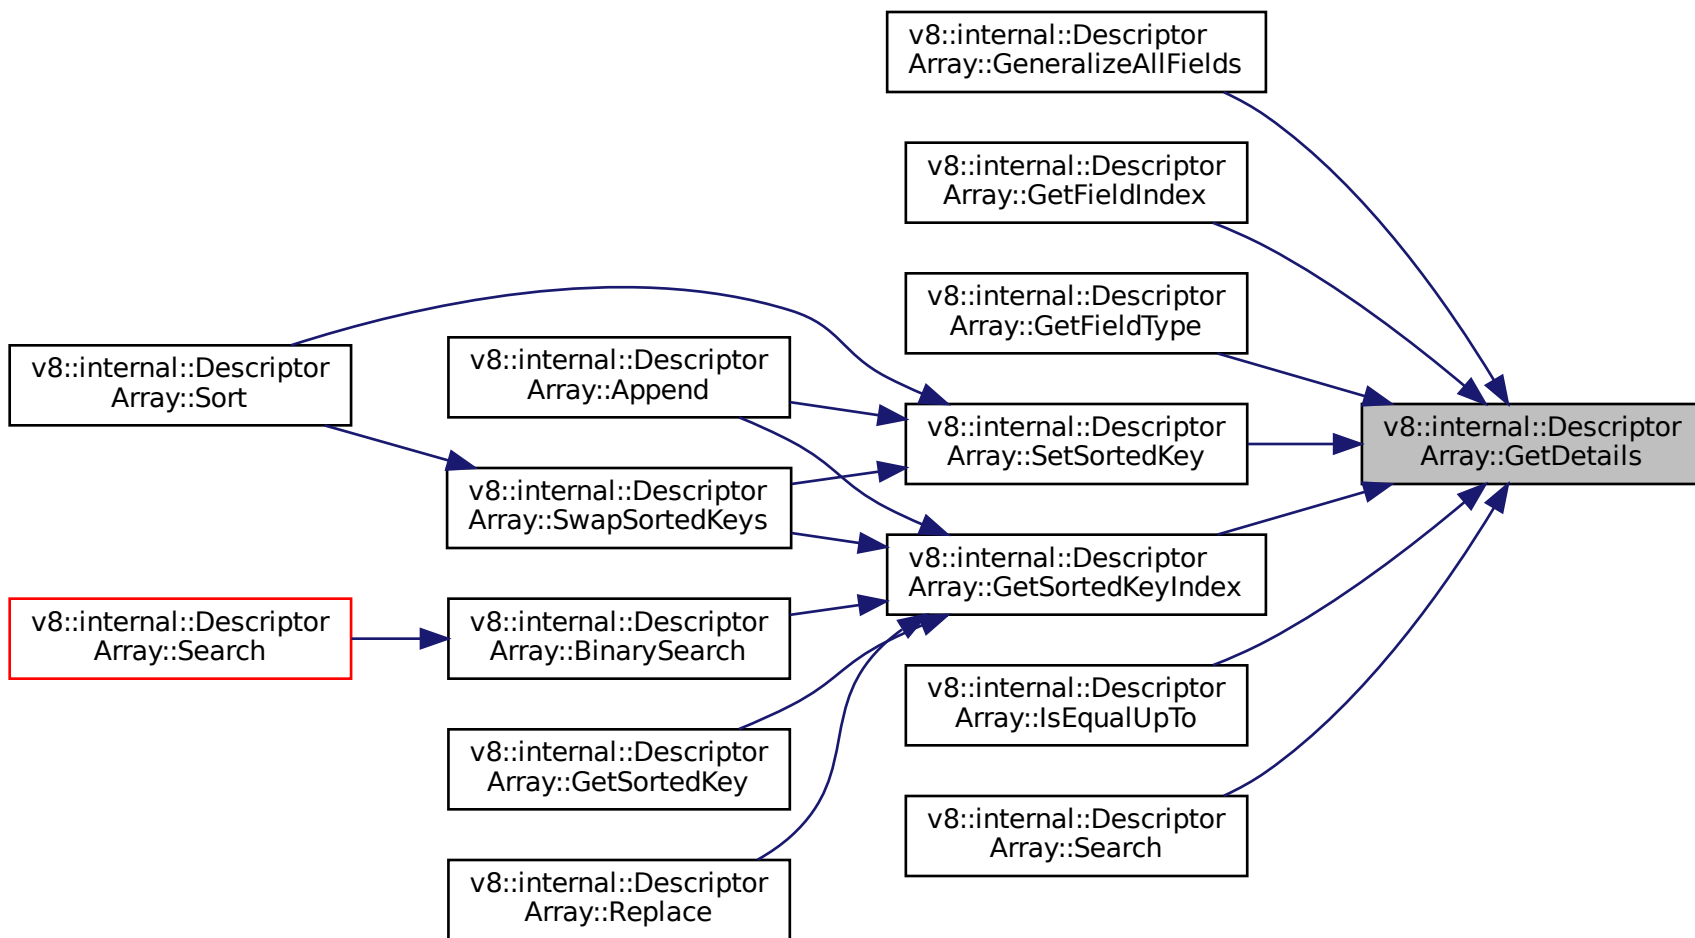 v8::internal::Descriptor
Array::GeneralizeAllFields
v8::internal::Descriptor
Array::GetFieldIndex
v8::internal::Descriptor
Array::GetFieldType
v8::internal::Descriptor
Array::Sort
v8::internal::Descriptor
Array::Append
v8::internal::Descriptor
Array::SetSortedKey
v8::internal::Descriptor
Array::GetDetails
v8::internal::Descriptor
Array::SwapSortedKeys
v8::internal::Descriptor
Array::GetSortedKeyIndex
v8::internal::Descriptor
Array::Search
v8::internal::Descriptor
Array::BinarySearch
v8::internal::Descriptor
Array::IsEqualUpTo
v8::internal::Descriptor
Array::GetSortedKey
v8::internal::Descriptor
Array::Search
v8::internal::Descriptor
Array::Replace